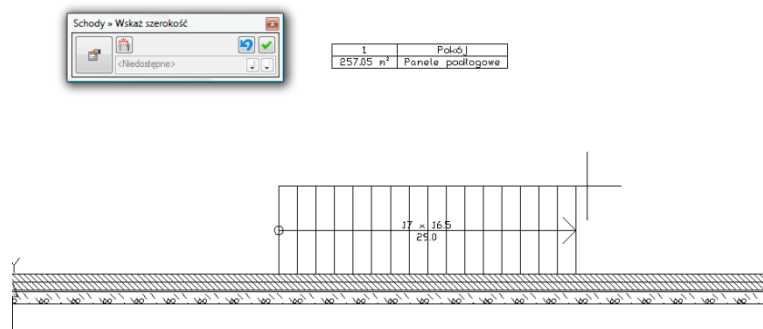 Schody » Wskaż szerokość
<Niedostępne>
1 Pokój
257.05 m² Panele podłogowe
17 x 16.5
29.0
Y